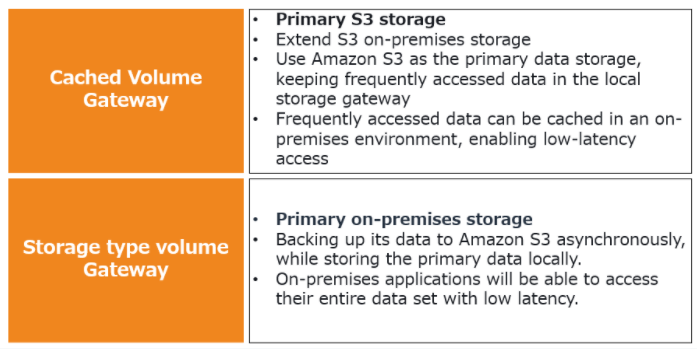 Cached Volume
Gateway
• Primary S3 storage
• Extend S3 on-premises storage
• Use Amazon S3 as the primary data storage,
keeping frequently accessed data in the local
storage gateway
• Frequently accessed data can be cached in an on-
premises environment, enabling low-latency
access
Storage type volume
Gateway
• Primary on-premises storage
• Backing up its data to Amazon S3 asynchronously,
while storing the primary data locally.
• On-premises applications will be able to access
their entire data set with low latency.